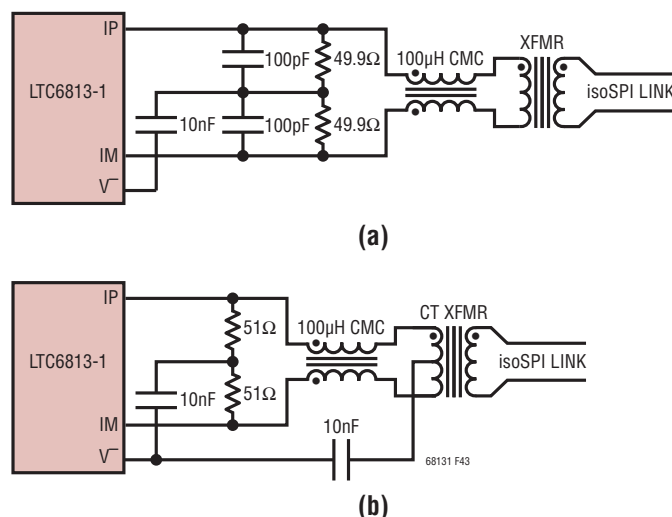 IP
LTC6813-1
100pF
49.9Ω
100µH CMC
XFMR
isoSPI LINK
10nF
100pF
49.9Ω
IM
V–
(a)
IP
LTC6813-1
51Ω
100µH CMC
CT XFMR
isoSPI LINK
10nF
51Ω
IM
10nF
V–
68131 F43
(b)